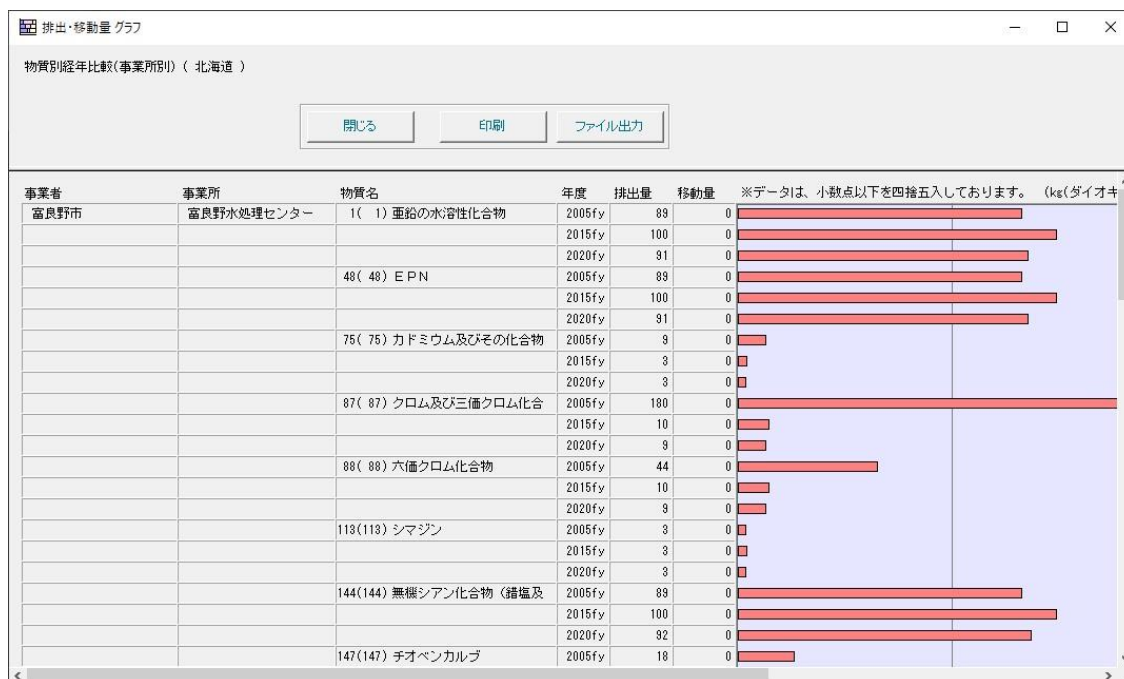 排出・移動量 グラフ
物質別経年比較(事業所別) ( 北海道 )
閉じる 印刷 ファイル出力
事業者 事業所 物質名 年度 排出量 移動量 ※データは、小数点以下を四捨五入しております。 (kg(ダイオキ
富良野市 富良野水処理センター 1( 1) 亜鉛の水溶性化合物 2005fy 89 0
2015fy 100 0
2020fy 91 0
48( 48) ＥＰＮ 2005fy 89 0
2015fy 100 0
2020fy 91 0
75( 75) カドミウム及びその化合物 2005fy 9 0
2015fy 3 0
2020fy 3 0
87( 87) クロム及び三価クロム化合 2005fy 180 0
2015fy 10 0
2020fy 9 0
88( 88) 六価クロム化合物 2005fy 44 0
2015fy 10 0
2020fy 9 0
113(113) シマジン 2005fy 3 0
2015fy 3 0
2020fy 3 0
144(144) 無機シアン化合物（錯塩及 2005fy 89 0
2015fy 100 0
2020fy 92 0
147(147) チオベンカルブ 2005fy 18 0